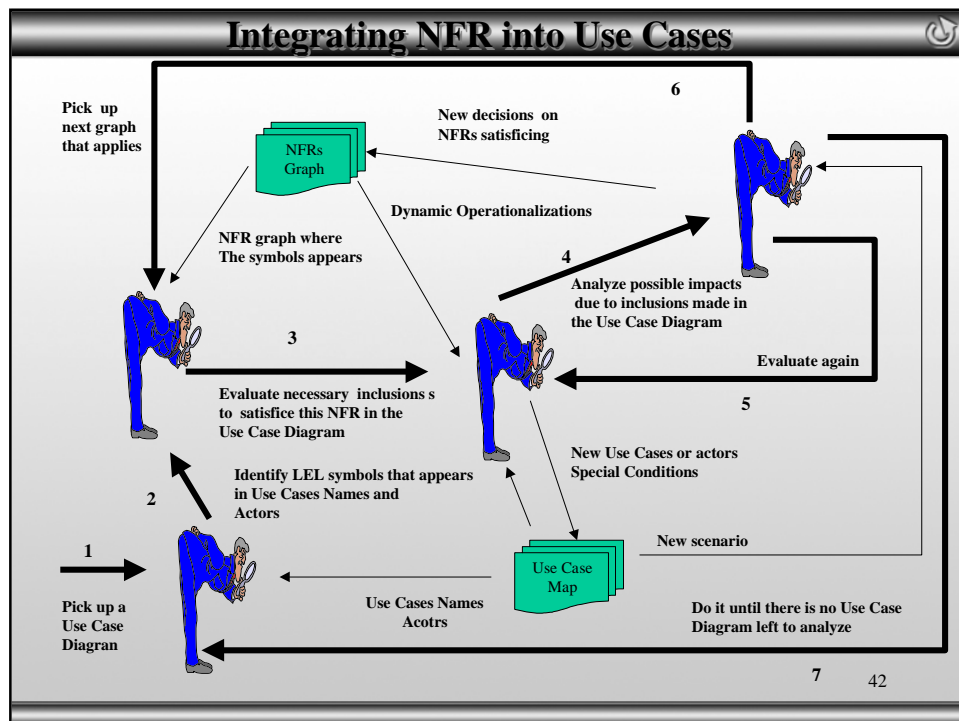 Integrating NFR into Use Cases
6
Pick up
next graph
that applies
New decisions on
NFRs satisficing
NFRs
Graph
Dynamic Operationalizations
NFR graph where
The symbols appears
4
Analyze possible impacts
due to inclusions made in
the Use Case Diagram
3
Evaluate again
Evaluate necessary inclusions s
to satisfice this NFR in the
Use Case Diagram
5
New Use Cases or actors
Special Conditions
Identify LEL symbols that appears
in Use Cases Names and
Actors
2
New scenario
1
Use Case
Map
Pick up a
Use Case
Diagran
Use Cases Names
Acotrs
Do it until there is no Use Case
Diagram left to analyze
7
42